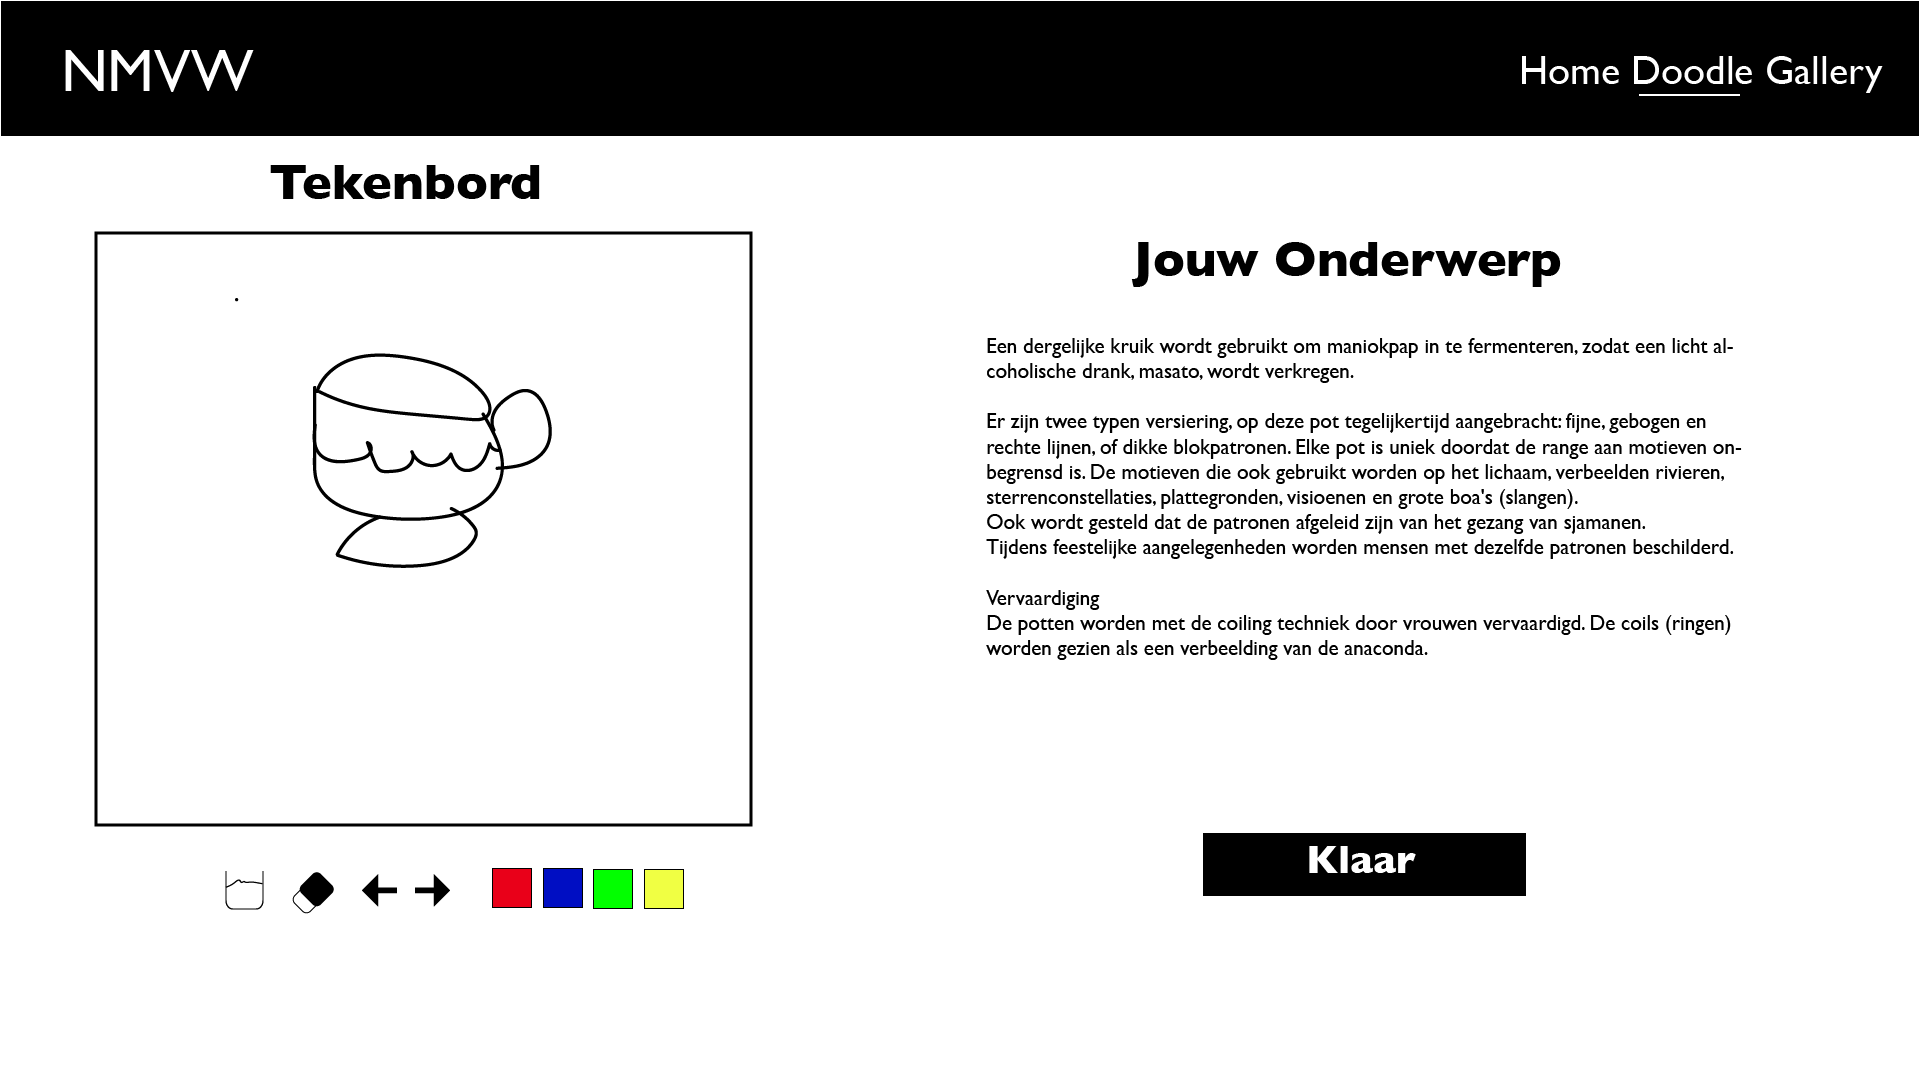 NMVW
Home Doodle Gallery
Tekenbord
Jouw Onderwerp
Een dergelijke kruik wordt gebruikt om maniokpap in te fermenteren, zodat een licht al-
coholische drank, masato, wordt verkregen.
Er zijn twee typen versiering, op deze pot tegelijkertijd aangebracht: fijne, gebogen en
rechte lijnen, of dikke blokpatronen. Elke pot is uniek doordat de range aan motieven on-
begrensd is. De motieven die ook gebruikt worden op het lichaam, verbeelden rivieren,
sterrenconstellaties, plattegronden, visioenen en grote boa's (slangen).
Ook wordt gesteld dat de patronen afgeleid zijn van het gezang van sjamanen.
Tijdens feestelijke aangelegenheden worden mensen met dezelfde patronen beschilderd.
Vervaardiging
De potten worden met de coiling techniek door vrouwen vervaardigd. De coils (ringen)
worden gezien als een verbeelding van de anaconda.
Klaar